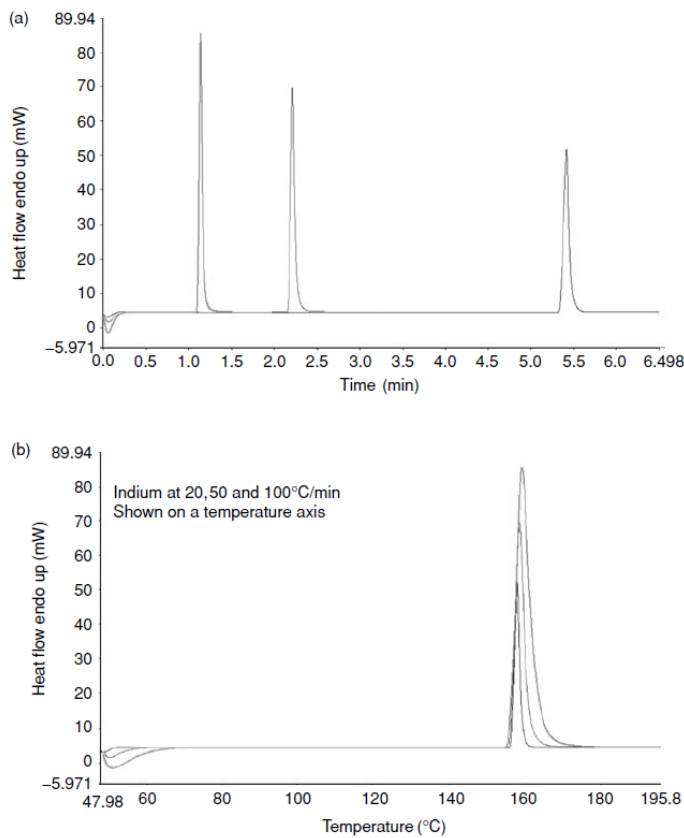 (a)
89.94
80
70
60
50
40
30
20
10
0
−5.971
Heat flow endo up (mW)
0.0 0.5 1.0 1.5 2.0 2.5 3.0 3.5 4.0 4.5 5.0 5.5 6.0 6.498
Time (min)
(b)
89.94
80
70
60
50
40
30
20
10
0
−5.971
Heat flow endo up (mW)
Indium at 20,50 and 100°C/min
Shown on a temperature axis
47.98 60 80 100 120 140 160 180 195.8
Temperature (°C)